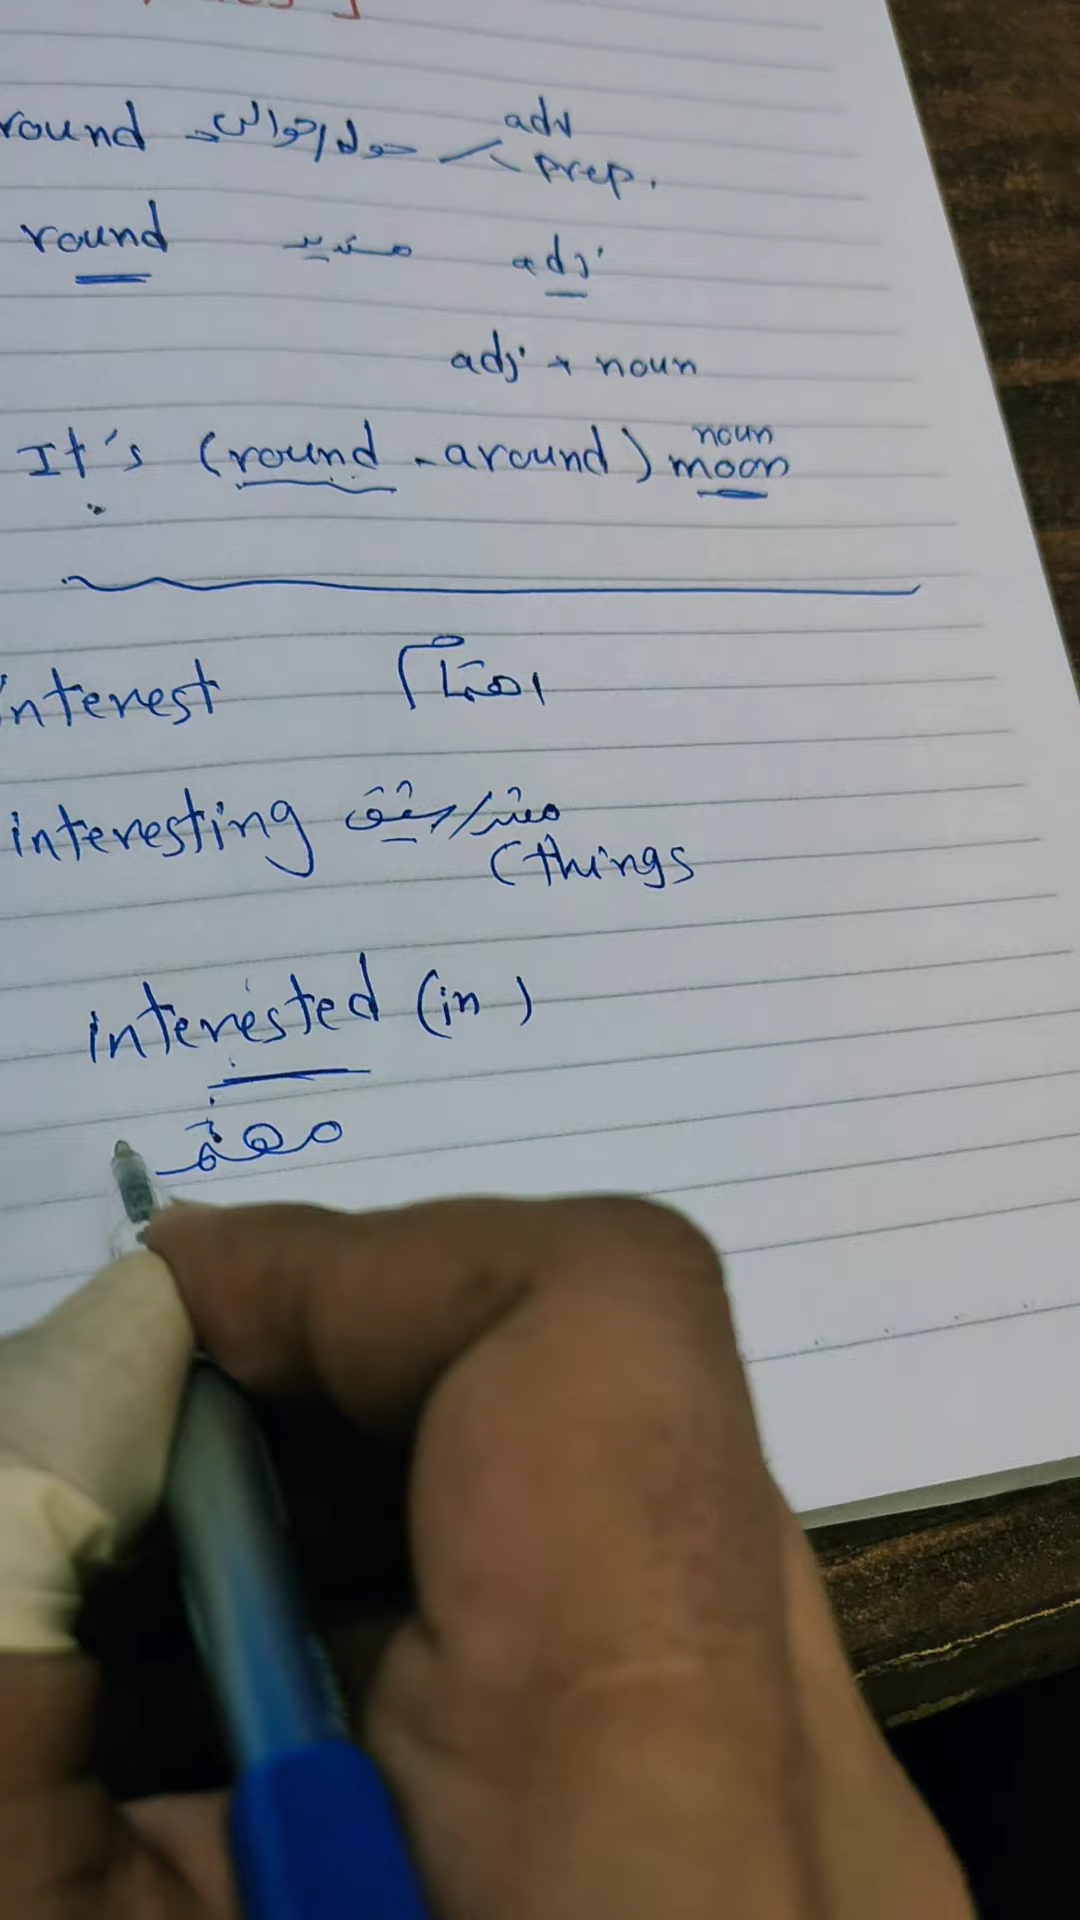 round حول/حوالى adv
prep.
round مستدير adj
adj + noun
It's (round - around) moon
noun
interest اهتمام
interesting ممتع/شيق
(things
interested (in)
مهتم